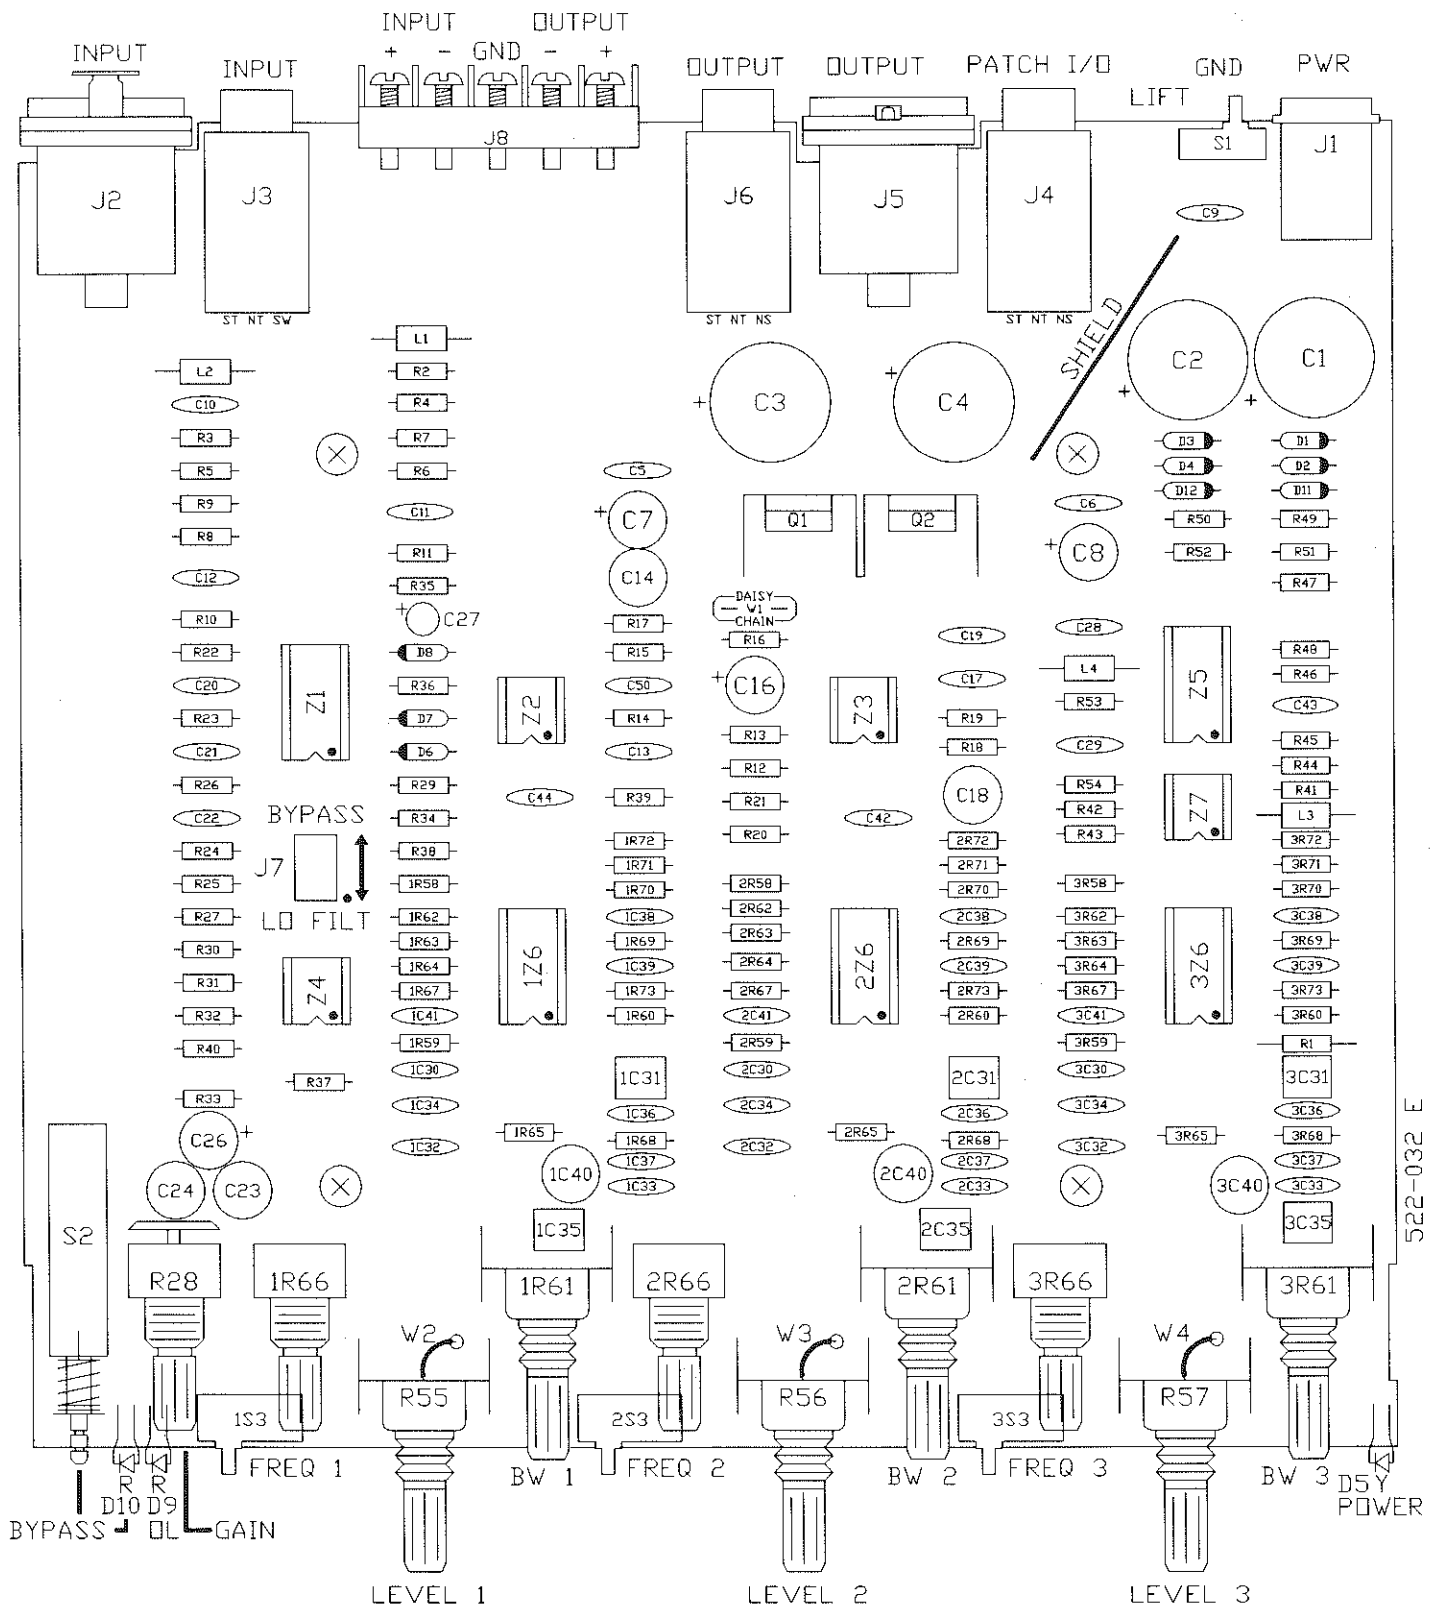 INPUT OUTPUT
+ - GND - +
INPUT
INPUT
OUTPUT
OUTPUT
PATCH I/O
GND
LIFT
PWR
J8
S1
J1
J2
J3
J6
J5
J4
C9
ST NT SW
ST NT NS
ST NT NS
SHIELD
L1
L2
R2
C10
R4
R3
R7
R5
R6
R9
C11
R8
R11
C12
R35
R10
+
C27
R22
D8
C20
R36
R23
D7
C21
D6
R26
R29
C22
R34
R24
R38
R25
1R58
R27
1R62
R30
1R63
1R64
R31
1R67
R32
1C41
R40
1R59
1C30
R33
1C34
1C32
Z1
BYPASS
J7
LO FILT
Z4
R37
C26
+
C24
C23
C5
+
C7
C14
R17
R15
C50
R14
C13
R39
1R72
1R71
1R70
1C38
1R69
1C39
1R73
1R60
1C31
1C36
1R68
1C37
1C33
Z2
C44
1Z6
1R65
1C40
1C35
+
C3
+
C4
Q1
Q2
DAISY
W1
CHAIN
R16
+
C16
R13
R12
R21
R20
2R58
2R62
2R63
2R64
2R67
2C41
2R59
2C30
2C34
2C32
Z3
C42
2Z6
2R65
2C40
2C35
C19
C17
R19
R18
C18
2R72
2R71
2R70
2C38
2R69
2C39
2R73
2R60
2C31
2C36
2R68
2C37
2C33
C2
+
C1
+
D3
D4
D12
R50
R52
D1
D2
D11
R49
R51
R47
C6
+
C8
C28
L4
R53
C29
R54
R42
R43
3R58
3R62
3R63
3R64
3R67
3C41
3R59
3C30
3C34
3C32
Z5
Z7
3Z6
3R65
3C40
R48
R46
C43
R45
R44
R41
L3
3R72
3R71
3R70
3C38
3R69
3C39
3R73
3R60
R1
3C31
3C36
3R68
3C37
3C33
3C35
522-032 E
S2
R28
1R66
1R61
2R66
2R61
3R66
3R61
W2
W3
W4
R55
R56
R57
1S3
2S3
3S3
FREQ 1
BW 1
FREQ 2
BW 2
FREQ 3
BW 3
R
R
D10
D9
D5Y
POWER
BYPASS
OL
GAIN
LEVEL 1
LEVEL 2
LEVEL 3